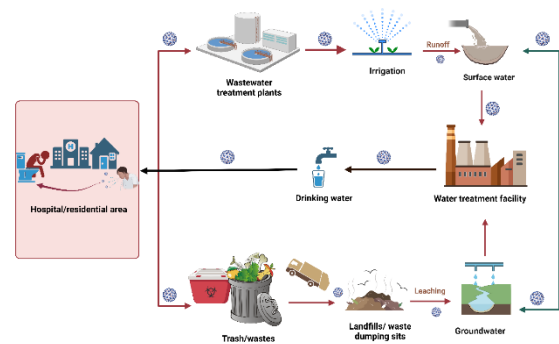 Wastewater
treatment plants
Irrigation
Runoff
Surface water
H
Hospital/residential area
Drinking water
Water treatment facility
Trash/wastes
Landfills/ waste
dumping sits
Leaching
Groundwater